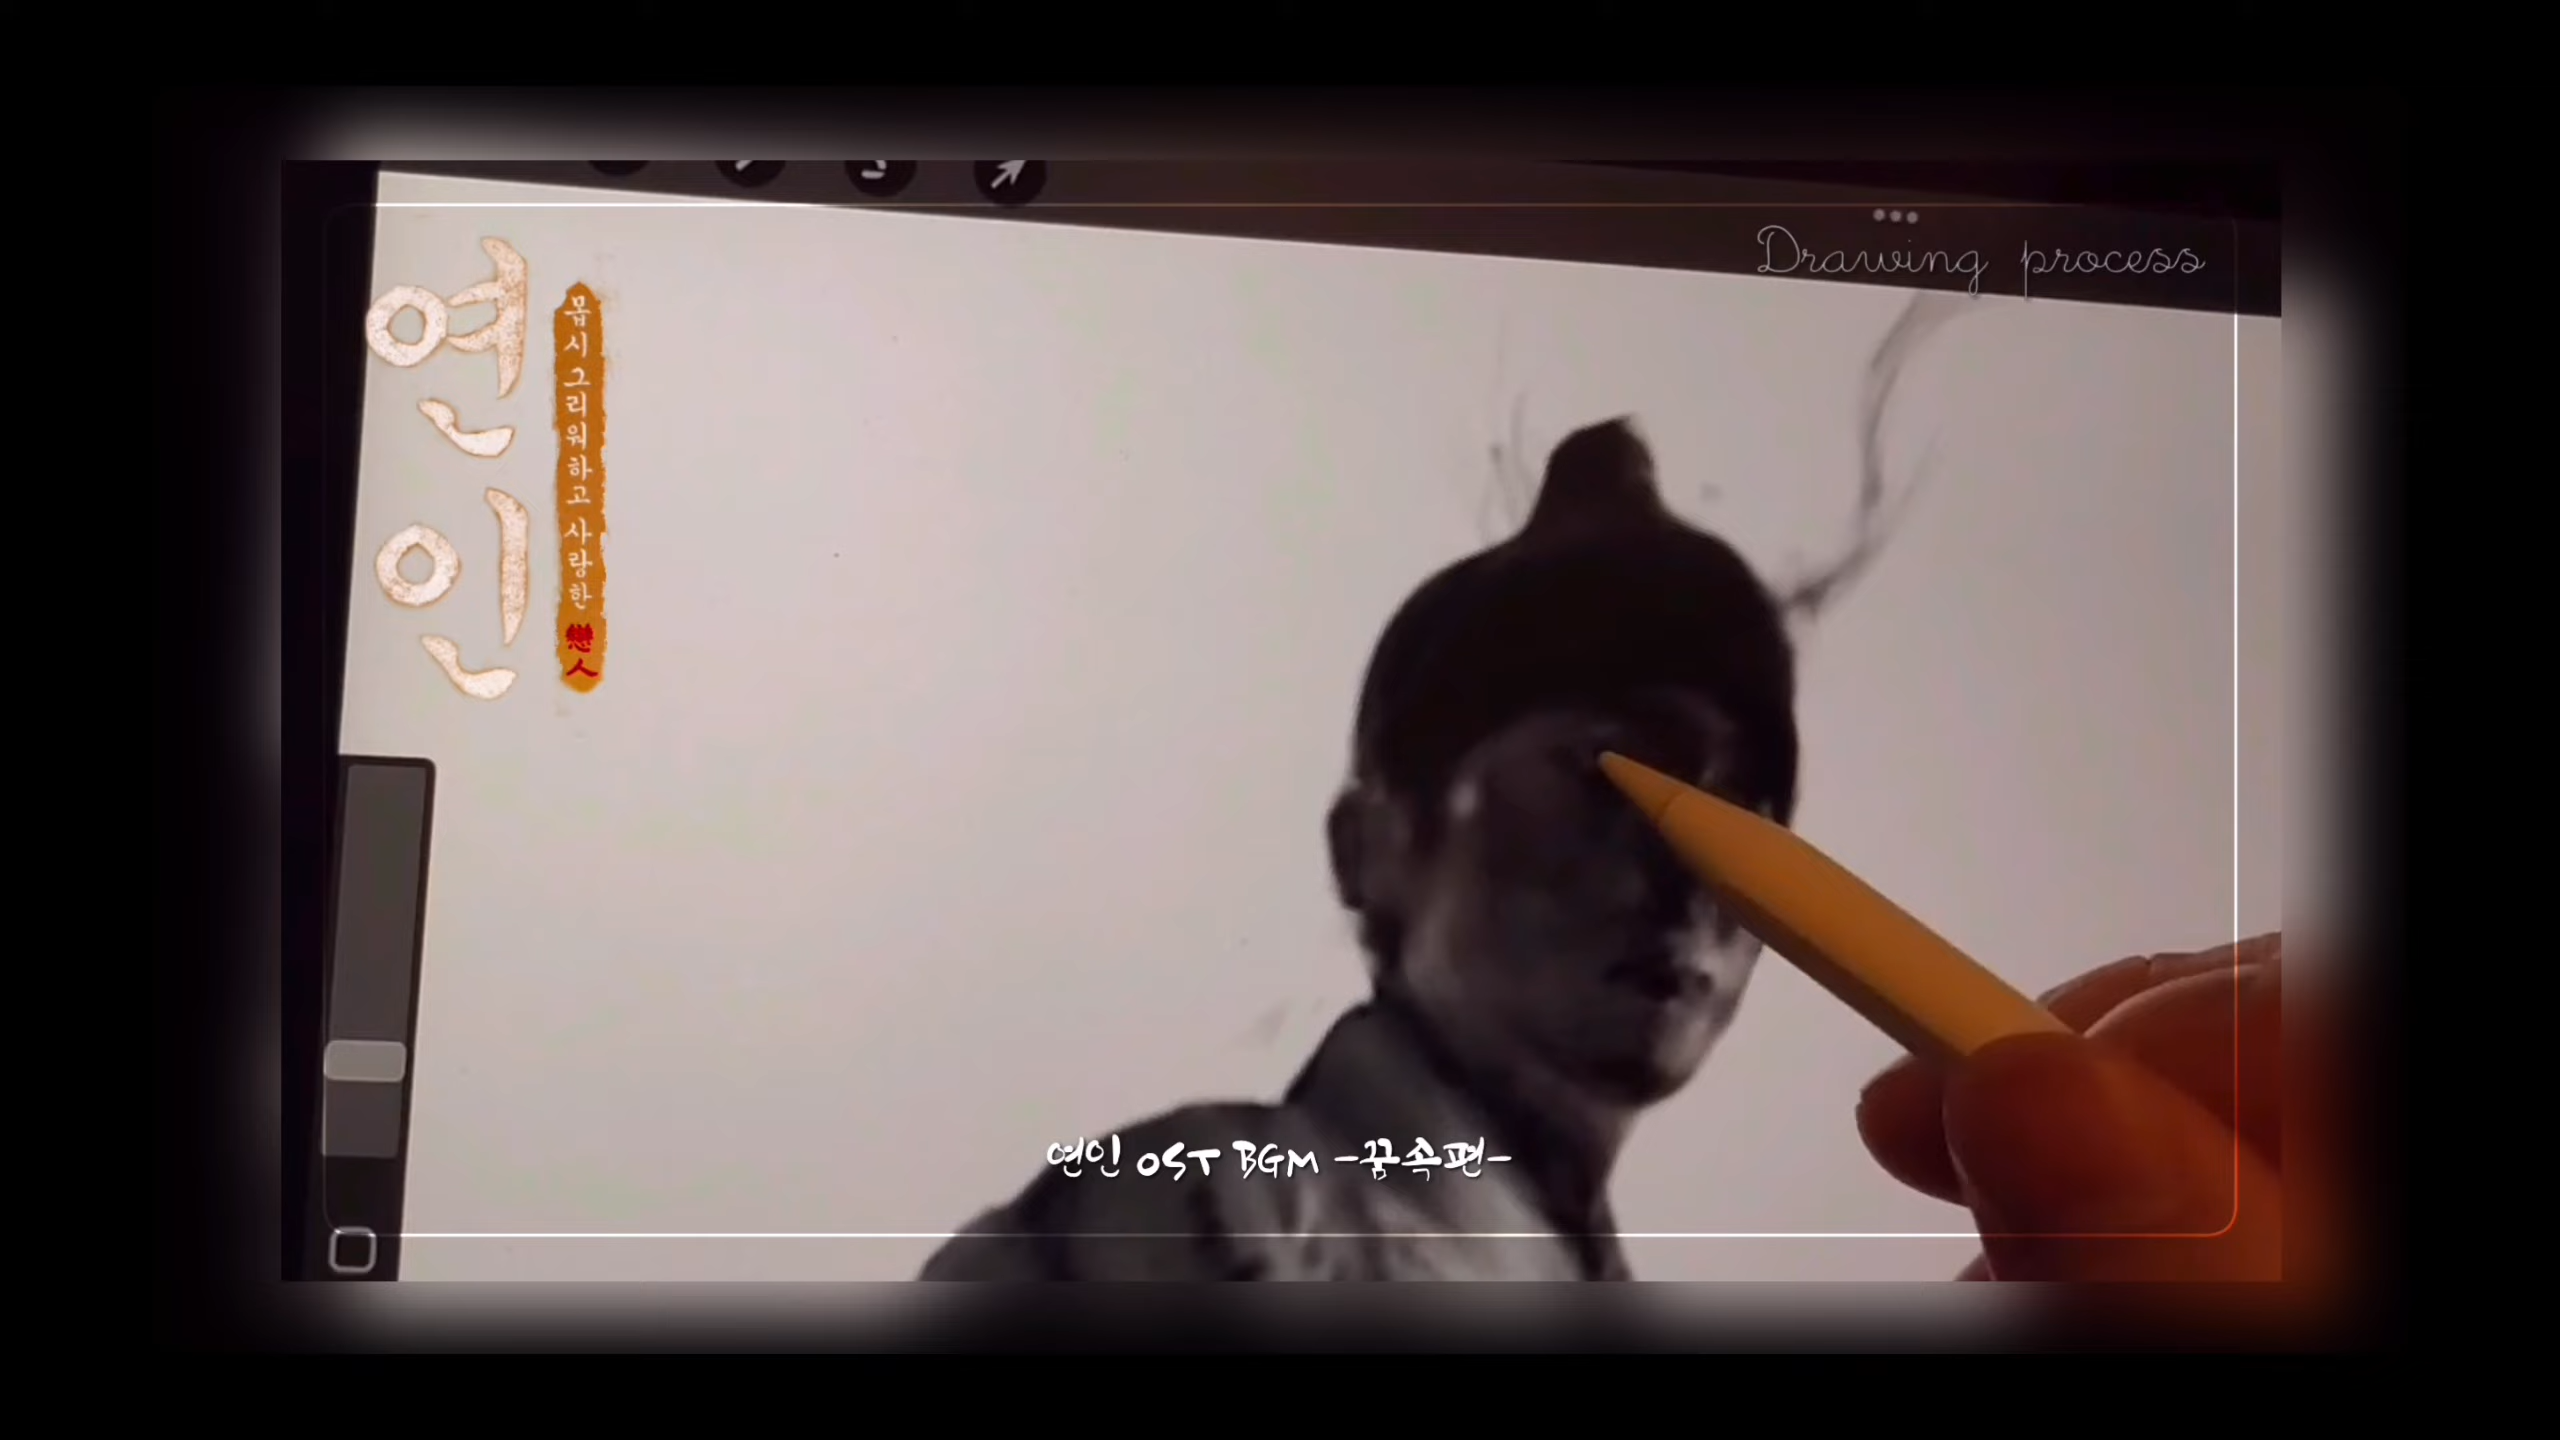 연인
몹시 그리워하고 사랑한 戀人
Drawing process
연인 OST BGM -꿈속편-